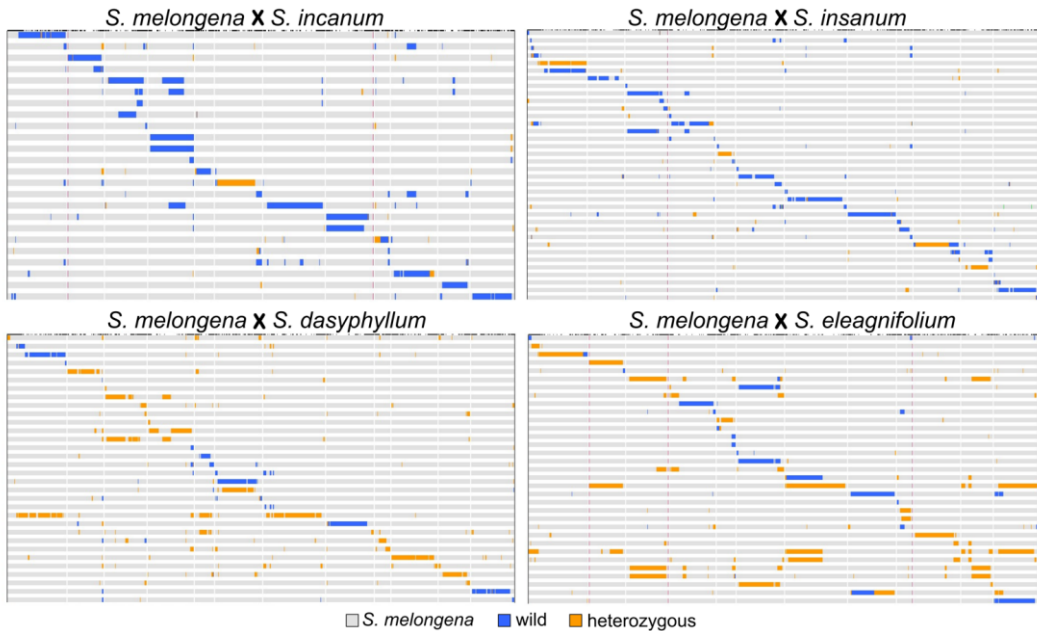 S. melongena X S. incanum
S. melongena X S. insanum
S. melongena X S. dasyphyllum
S. melongena X S. eleagnifolium
S. melongena wild heterozygous